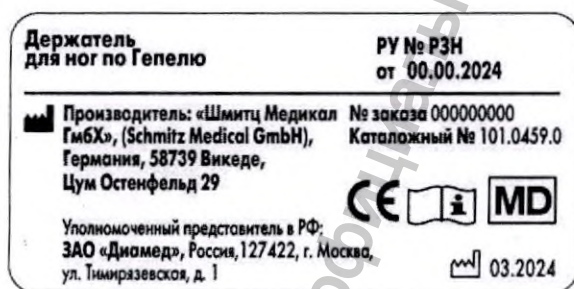 Держатель
для ног по Гепелю
РУ № РЗН
от 00.00.2024
Производитель: «Шмитц Медикал
ГмбХ», (Schmitz Medical GmbH),
Германия, 58739 Викеде,
Цум Остенфельд 29
№ заказа 000000000
Каталожный № 101.0459.0
CE
i
MD
Уполномоченный представитель в РФ:
ЗАО «Диамед», Россия,127422, г. Москва,
ул. Тимирязевская, д. 1
03.2024